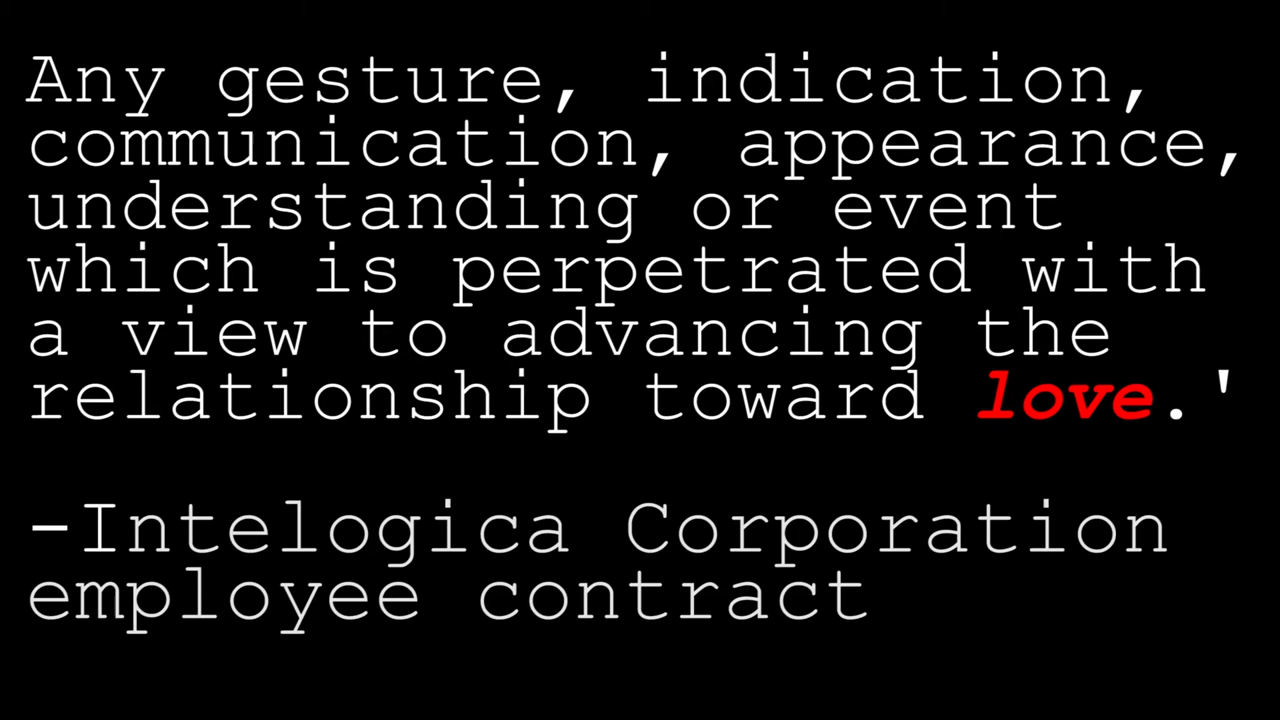 Any gesture, indication,
communication, appearance,
understanding or event
which is perpetrated with
a view to advancing the
relationship toward love.'
-Intelogica Corporation
employee contract